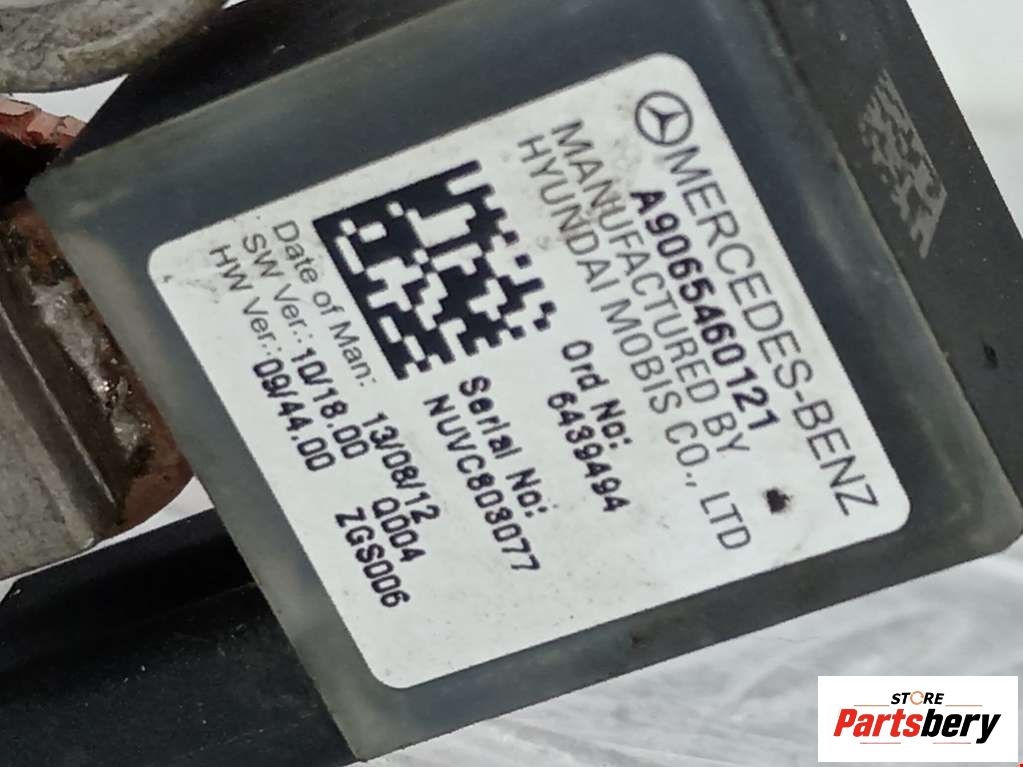 MERCEDES-BENZ
A9065460121
MANUFACTURED BY
HYUNDAI MOBIS CO., LTD
Ord No:
6439494
Serial No:
NUVC803077
Date of Man: 13/08/12
SW Ver.: 10/18.00 Q004
HW Ver.: 09/44.00 ZGS006
STORE
Partsbery